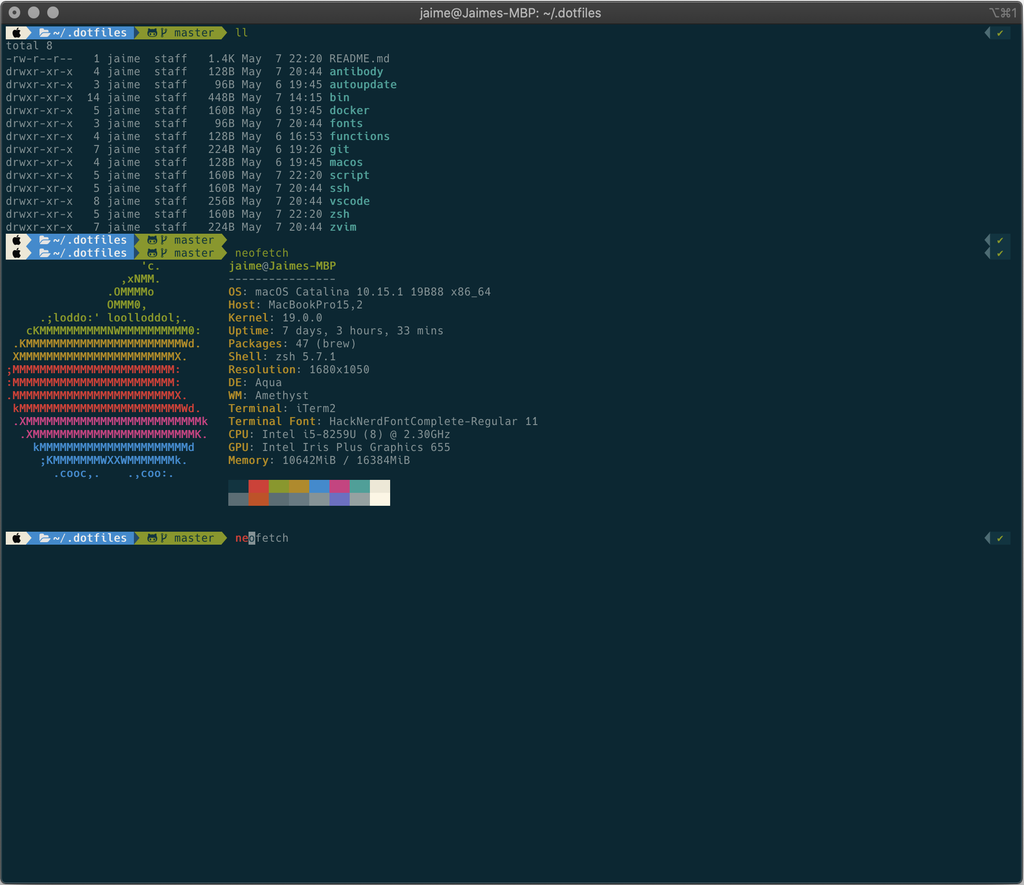 jaime@Jaimes-MBP: ~/.dotfiles ⌥⌘1
~/.dotfiles master ll ✔
total 8
-rw-r--r-- 1 jaime staff 1.4K May 7 22:20 README.md
drwxr-xr-x 4 jaime staff 128B May 7 20:44 antibody
drwxr-xr-x 3 jaime staff 96B May 6 19:45 autoupdate
drwxr-xr-x 14 jaime staff 448B May 7 14:15 bin
drwxr-xr-x 5 jaime staff 160B May 6 19:45 docker
drwxr-xr-x 3 jaime staff 96B May 7 20:44 fonts
drwxr-xr-x 4 jaime staff 128B May 6 16:53 functions
drwxr-xr-x 7 jaime staff 224B May 7 19:26 git
drwxr-xr-x 4 jaime staff 128B May 6 19:45 macos
drwxr-xr-x 5 jaime staff 160B May 7 22:20 script
drwxr-xr-x 5 jaime staff 160B May 7 20:44 ssh
drwxr-xr-x 8 jaime staff 256B May 7 20:44 vscode
drwxr-xr-x 5 jaime staff 160B May 7 22:20 zsh
drwxr-xr-x 7 jaime staff 224B May 7 20:44 zvim
~/.dotfiles master ✔
~/.dotfiles master neofetch ✔
'c. jaime@Jaimes-MBP
,xNMM. ----------------
.OMMMMo OS: macOS Catalina 10.15.1 19B88 x86_64
OMMM0, Host: MacBookPro15,2
.;loddo:' loolloddol;. Kernel: 19.0.0
cKMMMMMMMMMMNWMMMMMMMMMM0: Uptime: 7 days, 3 hours, 33 mins
.KMMMMMMMMMMMMMMMMMMMMMMMWd. Packages: 47 (brew)
XMMMMMMMMMMMMMMMMMMMMMMMX. Shell: zsh 5.7.1
;MMMMMMMMMMMMMMMMMMMMMMMM: Resolution: 1680x1050
:MMMMMMMMMMMMMMMMMMMMMMMM: DE: Aqua
.MMMMMMMMMMMMMMMMMMMMMMMMX. WM: Amethyst
kMMMMMMMMMMMMMMMMMMMMMMMMWd. Terminal: iTerm2
.XMMMMMMMMMMMMMMMMMMMMMMMMMMk Terminal Font: HackNerdFontComplete-Regular 11
.XMMMMMMMMMMMMMMMMMMMMMMMMK. CPU: Intel i5-8259U (8) @ 2.30GHz
kMMMMMMMMMMMMMMMMMMMMMMd GPU: Intel Iris Plus Graphics 655
;KMMMMMMMWXXWMMMMMMMk. Memory: 10642MiB / 16384MiB
.cooc,. .,coo:.
~/.dotfiles master neofetch ✔